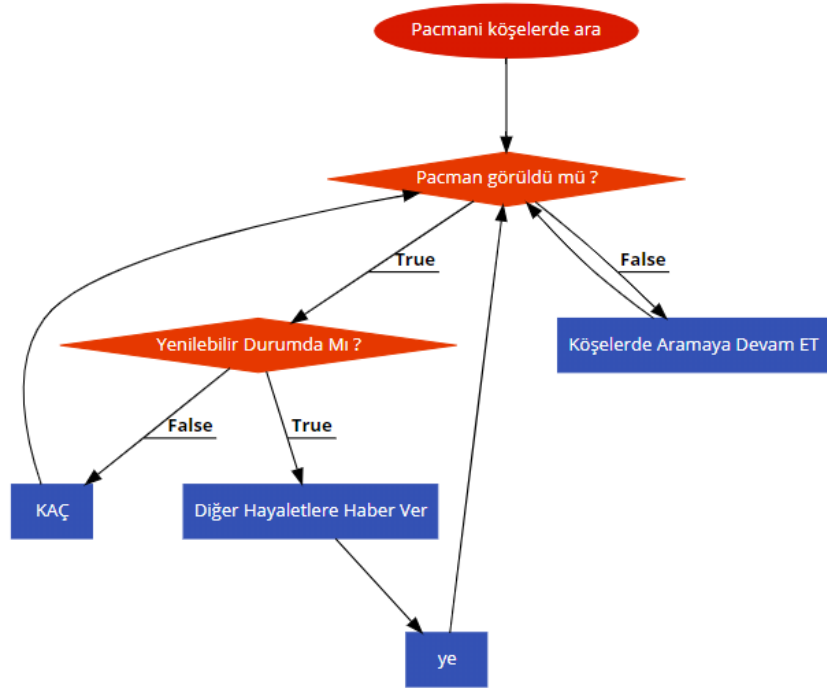 Pacmani köşelerde ara
Pacman görüldü mü ?
True
False
Yenilebilir Durumda Mı ?
Köşelerde Aramaya Devam ET
False
True
KAÇ
Diğer Hayaletlere Haber Ver
ye